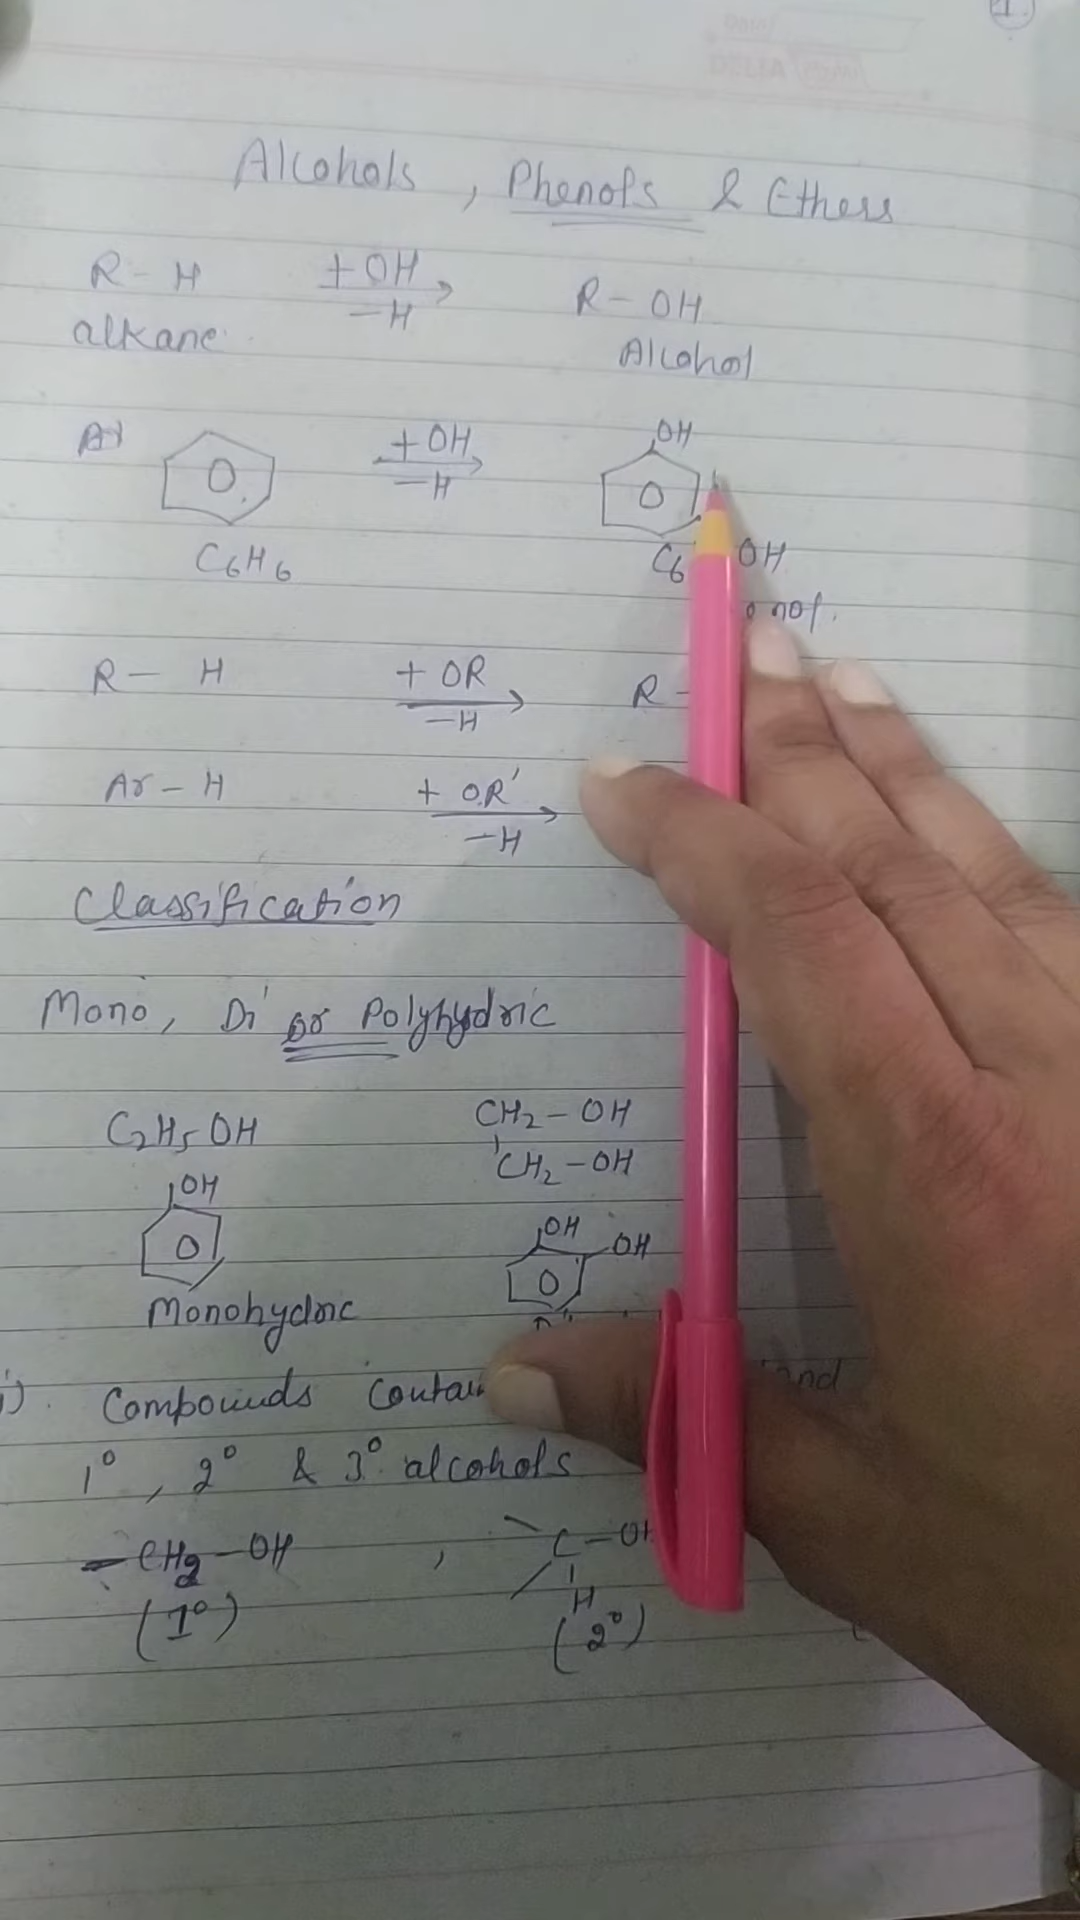 1.
Alcohols, Phenols & Ethers
R - H +OH -H → R - OH
alkane Alcohol
Ar +OH -H → OH
C6H6 C6 OH
R - H + OR -H → R -
Ar - H + OR' -H →
Classification
Mono, Di or Polyhydric
C2H5OH CH2 - OH
CH2 - OH
OH OH OH
Monohydric
Compounds
1°, 2° & 3° alcohols
- CH2 - OH , C - OH
H
(1°) (2°)